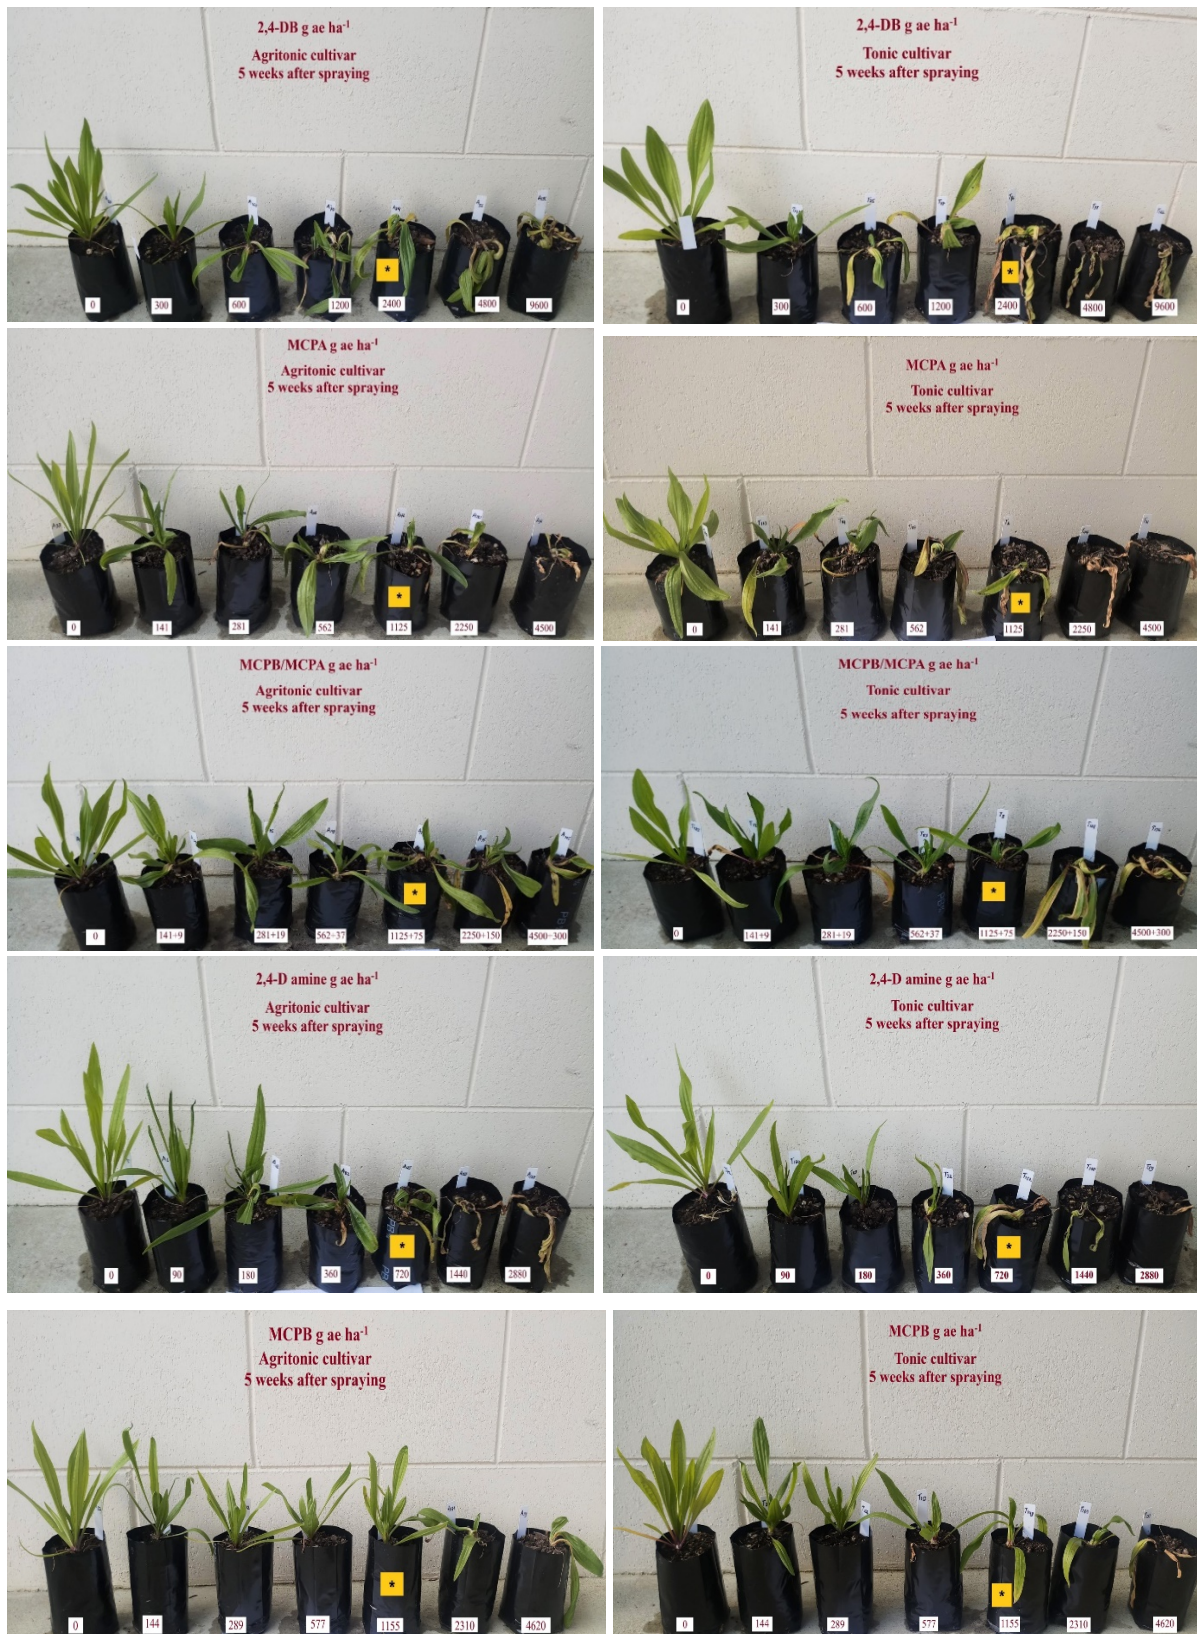 2,4-DB g ae ha-1
Agritonic cultivar
5 weeks after spraying
*
0 300 600 1200 2400 4800 9600
2,4-DB g ae ha-1
Tonic cultivar
5 weeks after spraying
*
0 300 600 1200 2400 4800 9600
MCPA g ae ha-1
Agritonic cultivar
5 weeks after spraying
*
0 141 281 562 1125 2250 4500
MCPA g ae ha-1
Tonic cultivar
5 weeks after spraying
*
0 141 281 562 1125 2250 4500
MCPB/MCPA g ae ha-1
Agritonic cultivar
5 weeks after spraying
*
0 141+9 281+19 562+37 1125+75 2250+150 4500+300
MCPB/MCPA g ae ha-1
Tonic cultivar
5 weeks after spraying
*
0 141+9 281+19 562+37 1125+75 2250+150 4500+300
2,4-D amine g ae ha-1
Agritonic cultivar
5 weeks after spraying
*
0 90 180 360 720 1440 2880
2,4-D amine g ae ha-1
Tonic cultivar
5 weeks after spraying
*
0 90 180 360 720 1440 2880
MCPB g ae ha-1
Agritonic cultivar
5 weeks after spraying
*
0 144 289 577 1155 2310 4620
MCPB g ae ha-1
Tonic cultivar
5 weeks after spraying
*
0 144 289 577 1155 2310 4620